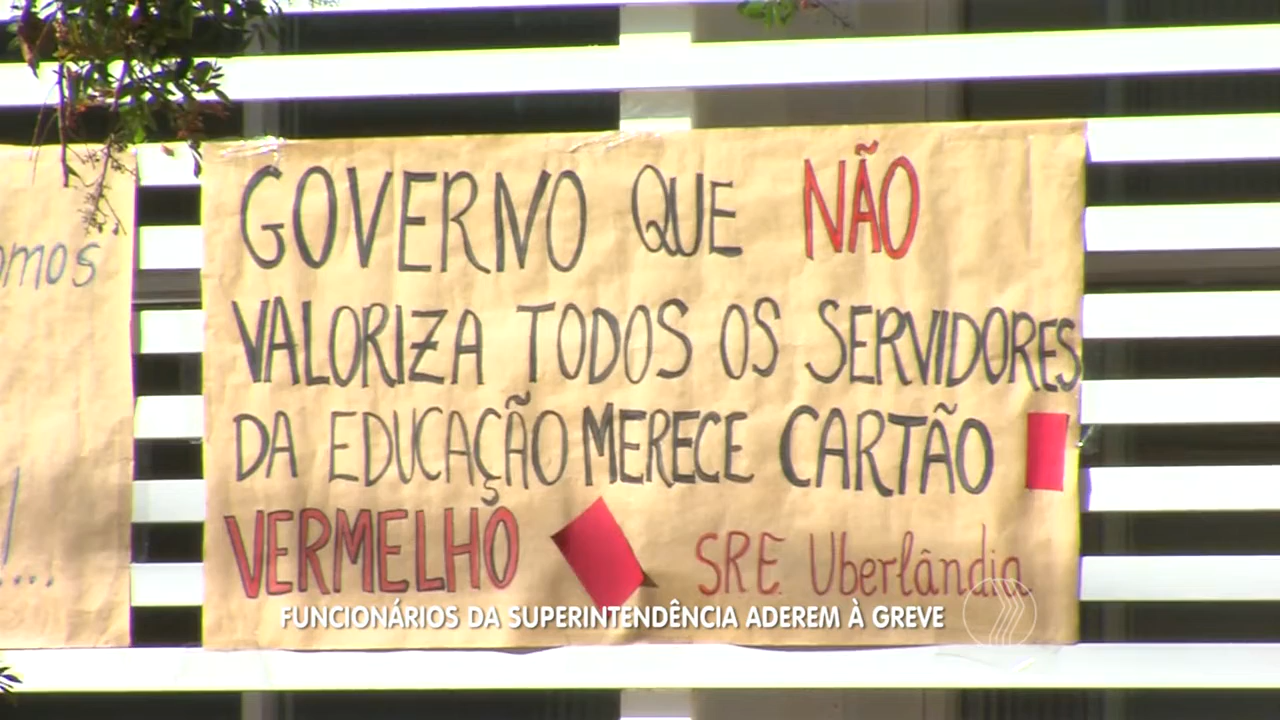 GOVERNO QUE NÃO
VALORIZA TODOS OS SERVIDORES
DA EDUCAÇÃO MERECE CARTÃO
VERMELHO SRE. Uberlândia
FUNCIONÁRIOS DA SUPERINTENDÊNCIA ADEREM À GREVE